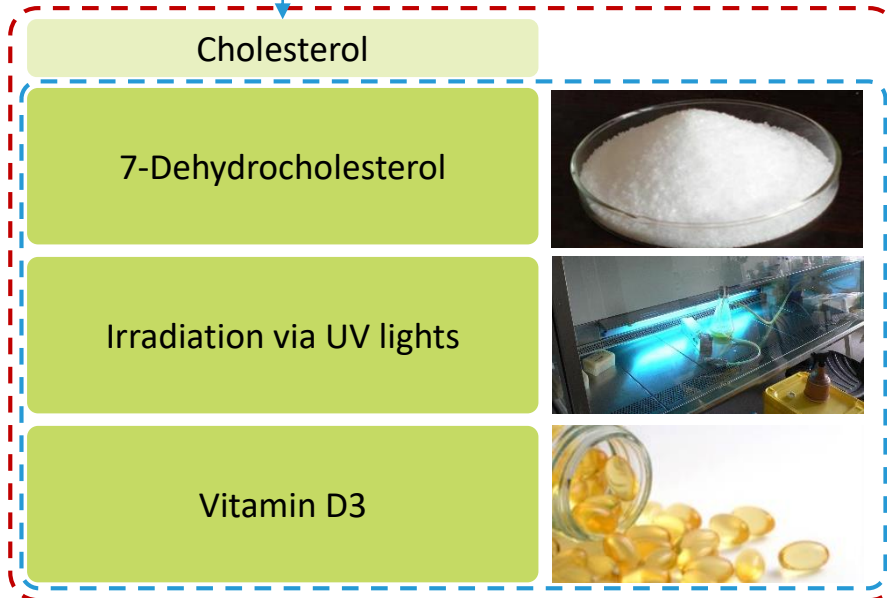 Cholesterol
7-Dehydrocholesterol
Irradiation via UV lights
Vitamin D3